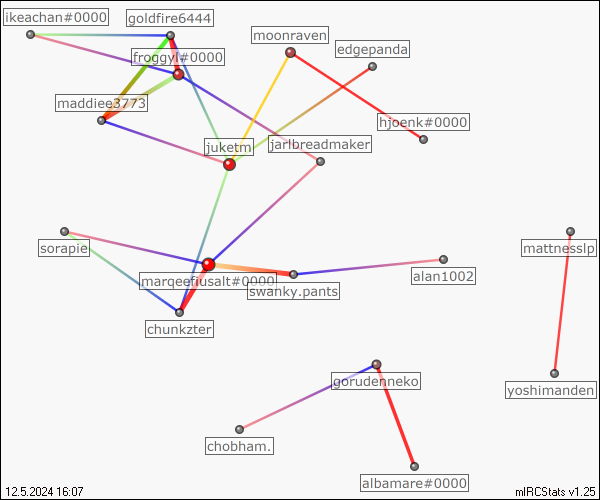 ikeachan#0000
goldfire6444
moonraven
edgepanda
froggyl#0000
maddiee3773
hjoenk#0000
juketm
jarlbreadmaker
sorapie
mattnesslp
marqeefiusalt#0000
alan1002
swanky.pants
chunkzter
gorudenneko
yoshimanden
chobham.
albamare#0000
12.5.2024 16:07
mIRCStats v1.25